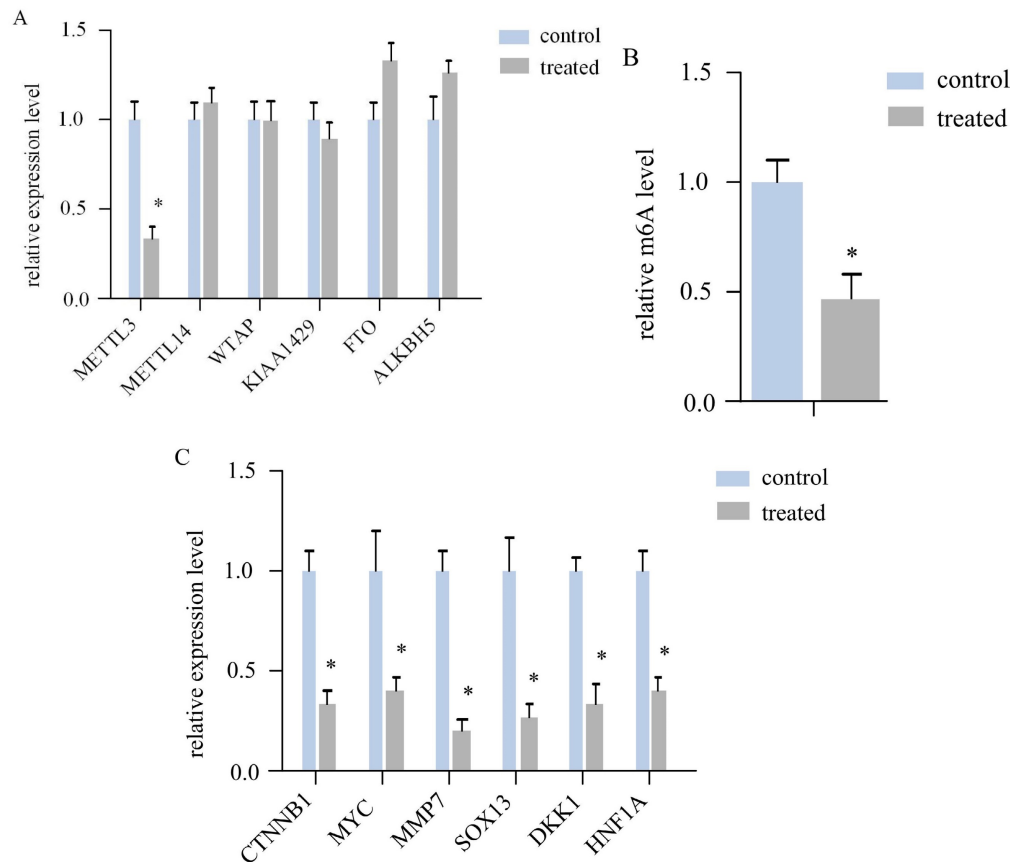 A
relative expression level
1.5
1.0
0.5
0.0
*
control
treated
METTL3
METTL14
WTAP
KIAA1429
FTO
ALKBH5
B
relative m6A level
1.5
1.0
0.5
0.0
*
control
treated
C
relative expression level
1.5
1.0
0.5
0.0
*
*
*
*
*
*
control
treated
CTNNB1
MYC
MMP7
SOX13
DKK1
HNF1A